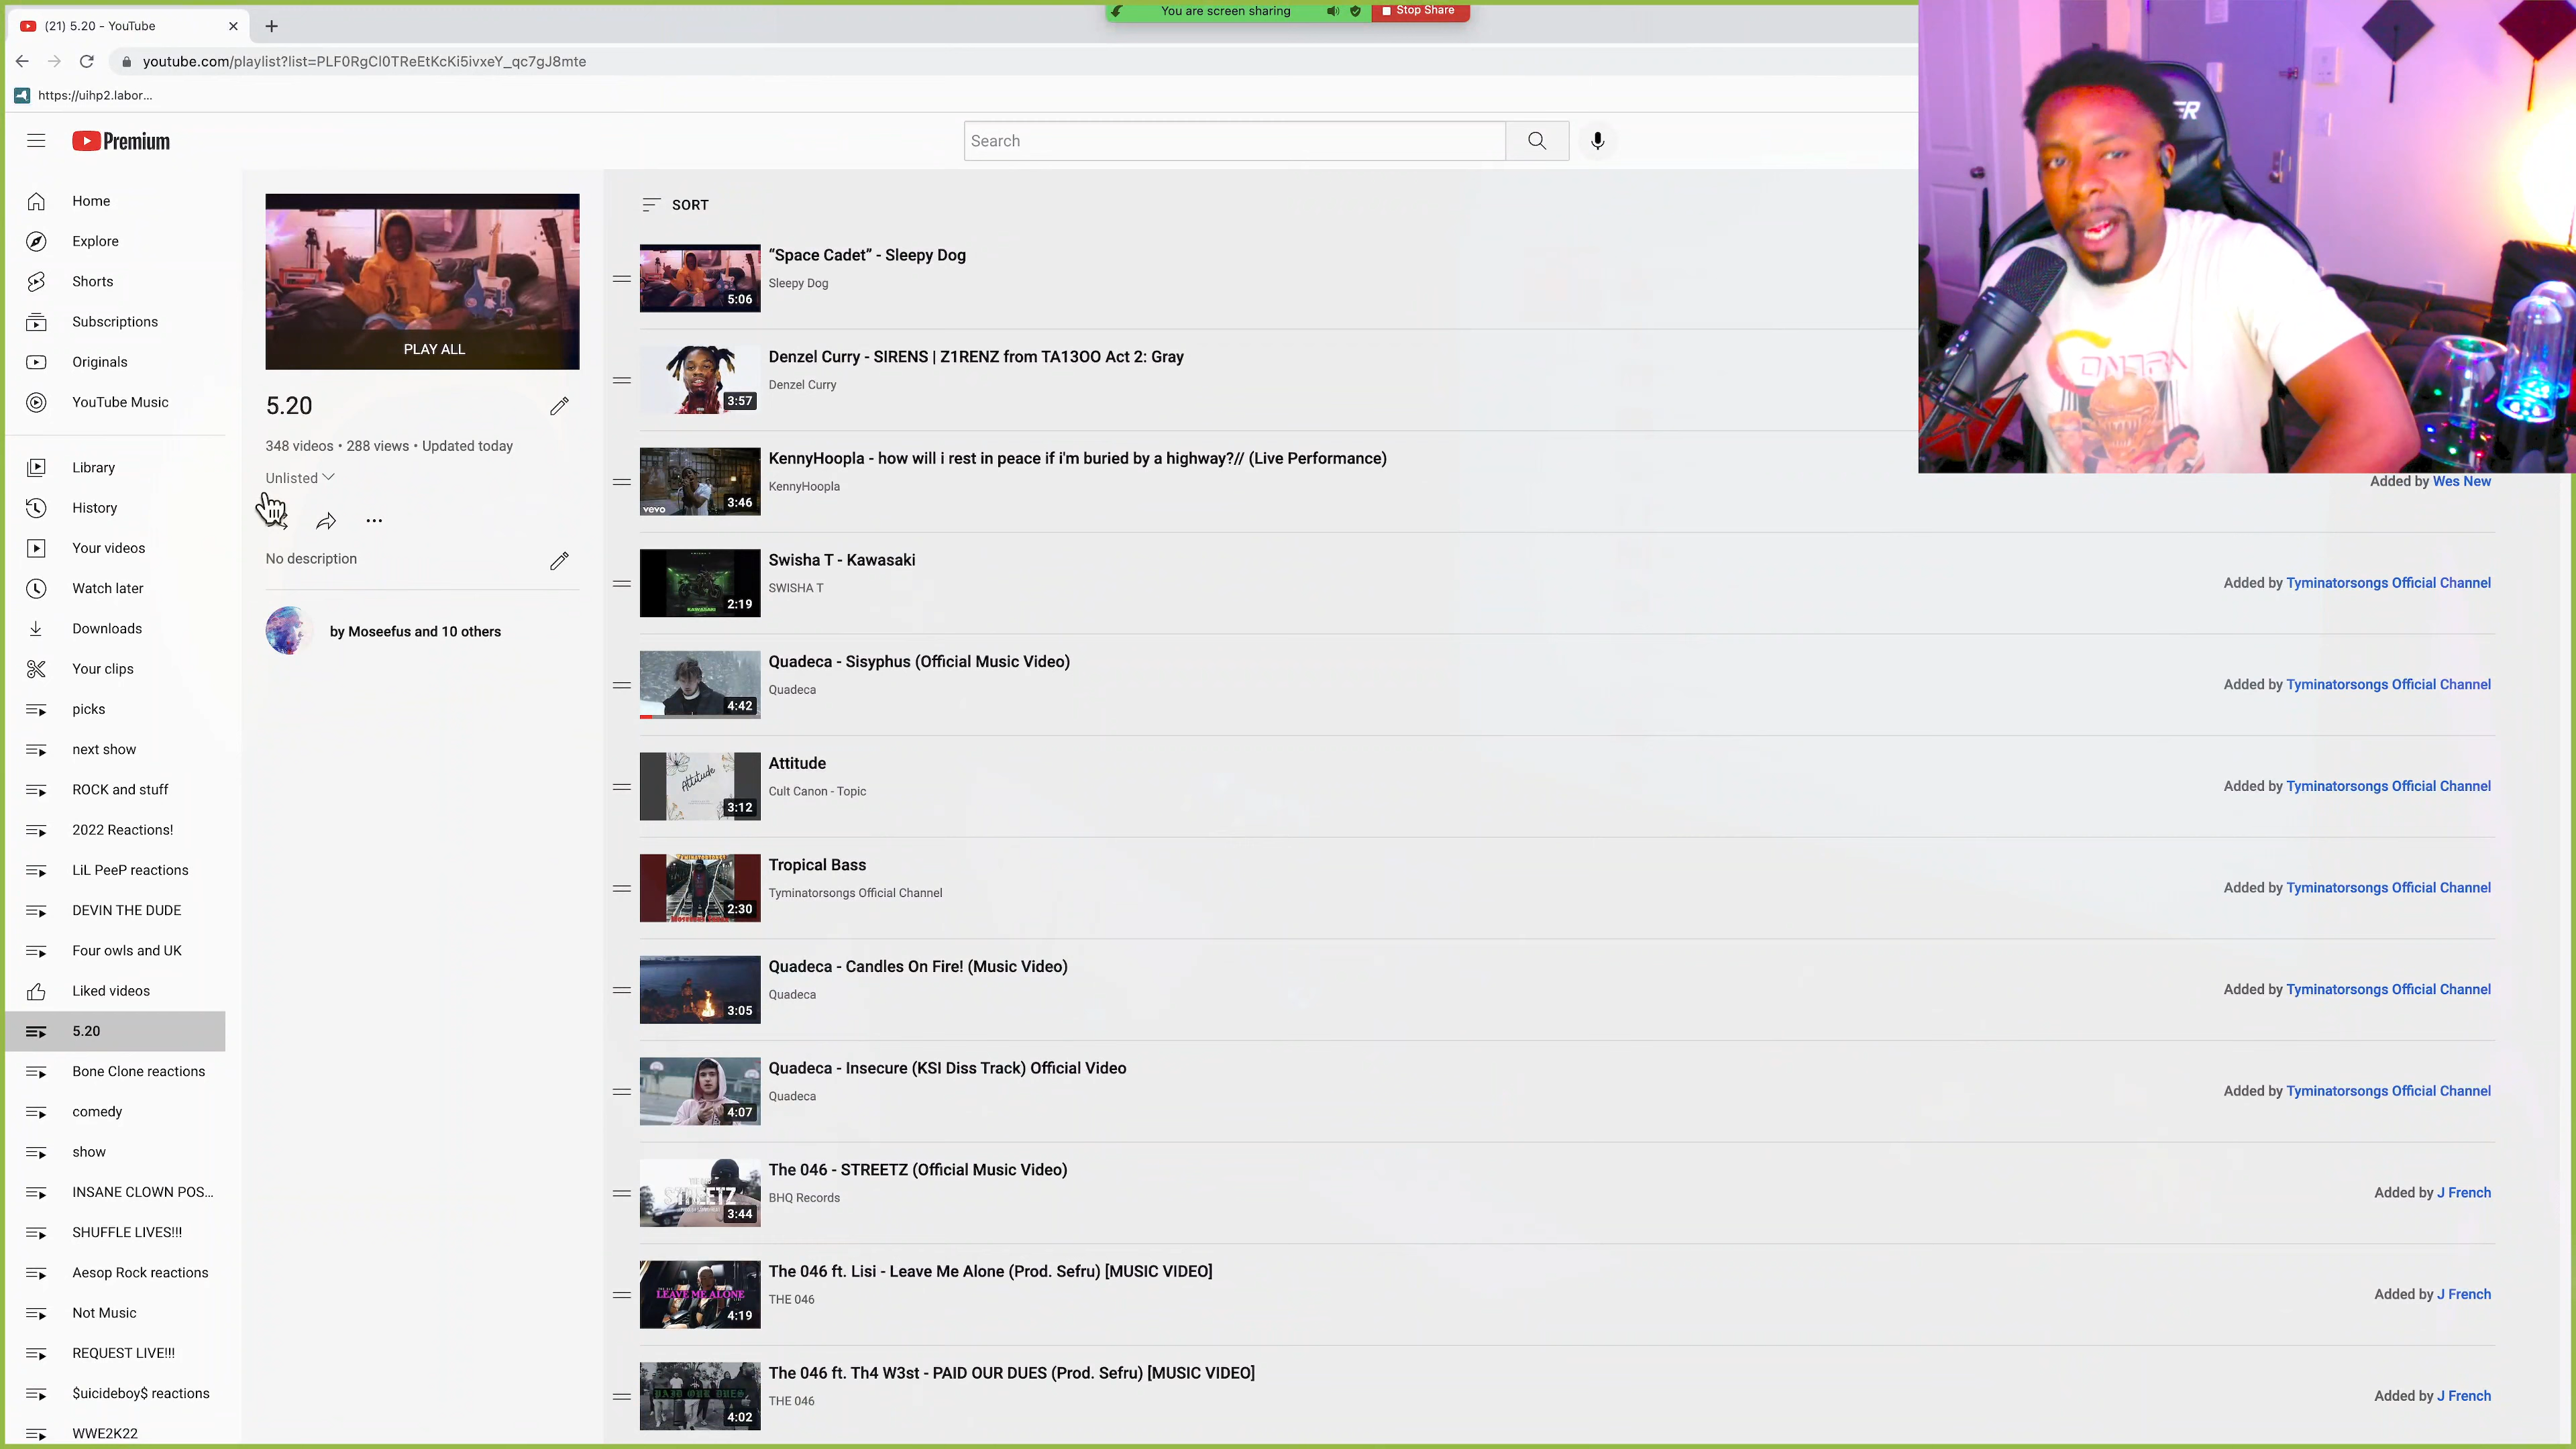 (21) 5.20 - YouTube
You are screen sharing
Stop Share
youtube.com/playlist?list=PLF0RgCl0TReEtKcKi5ivxeY_qc7gJ8mte
https://uihp2.labor...
Premium
Search
Home
Explore
Shorts
Subscriptions
Originals
YouTube Music
Library
History
Your videos
Watch later
Downloads
Your clips
picks
next show
ROCK and stuff
2022 Reactions!
LiL PeeP reactions
DEVIN THE DUDE
Four owls and UK
Liked videos
5.20
Bone Clone reactions
comedy
show
INSANE CLOWN POS...
SHUFFLE LIVES!!!
Aesop Rock reactions
Not Music
REQUEST LIVE!!!
$uicideboy$ reactions
WWE2K22
PLAY ALL
5.20
348 videos • 288 views • Updated today
Unlisted
No description
by Moseefus and 10 others
SORT
“Space Cadet” - Sleepy Dog
Sleepy Dog
5:06
Denzel Curry - SIRENS | Z1RENZ from TA13OO Act 2: Gray
Denzel Curry
3:57
KennyHoopla - how will i rest in peace if i'm buried by a highway?// (Live Performance)
KennyHoopla
vevo
3:46
Added by Wes New
Swisha T - Kawasaki
SWISHA T
KAWASAKI
2:19
Added by Tyminatorsongs Official Channel
Quadeca - Sisyphus (Official Music Video)
Quadeca
4:42
Added by Tyminatorsongs Official Channel
Attitude
Cult Canon - Topic
Attitude
3:12
Added by Tyminatorsongs Official Channel
Tropical Bass
Tyminatorsongs Official Channel
2:30
Added by Tyminatorsongs Official Channel
Quadeca - Candles On Fire! (Music Video)
Quadeca
3:05
Added by Tyminatorsongs Official Channel
Quadeca - Insecure (KSI Diss Track) Official Video
Quadeca
4:07
Added by Tyminatorsongs Official Channel
The 046 - STREETZ (Official Music Video)
BHQ Records
STREETZ
3:44
Added by J French
The 046 ft. Lisi - Leave Me Alone (Prod. Sefru) [MUSIC VIDEO]
THE 046
LEAVE ME ALONE
4:19
Added by J French
The 046 ft. Th4 W3st - PAID OUR DUES (Prod. Sefru) [MUSIC VIDEO]
THE 046
PAID OUR DUES
4:02
Added by J French